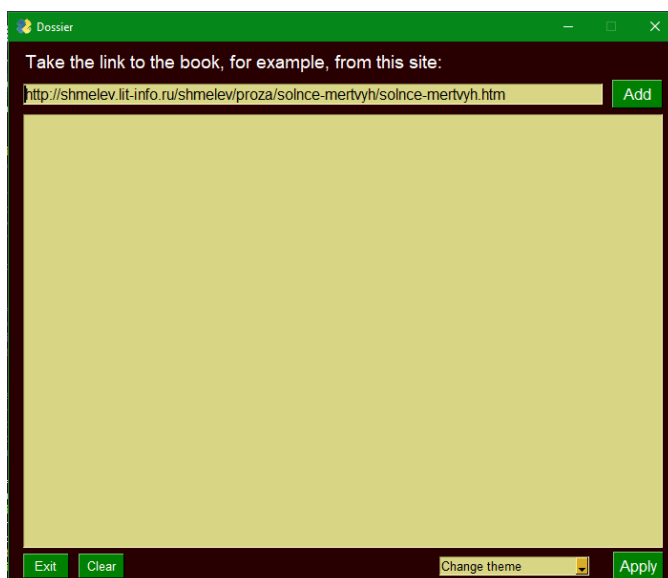 Dossier
Take the link to the book, for example, from this site:
http://shmelev.lit-info.ru/shmelev/proza/solnce-mertvyh/solnce-mertvyh.htm Add
Exit Clear Change theme Apply